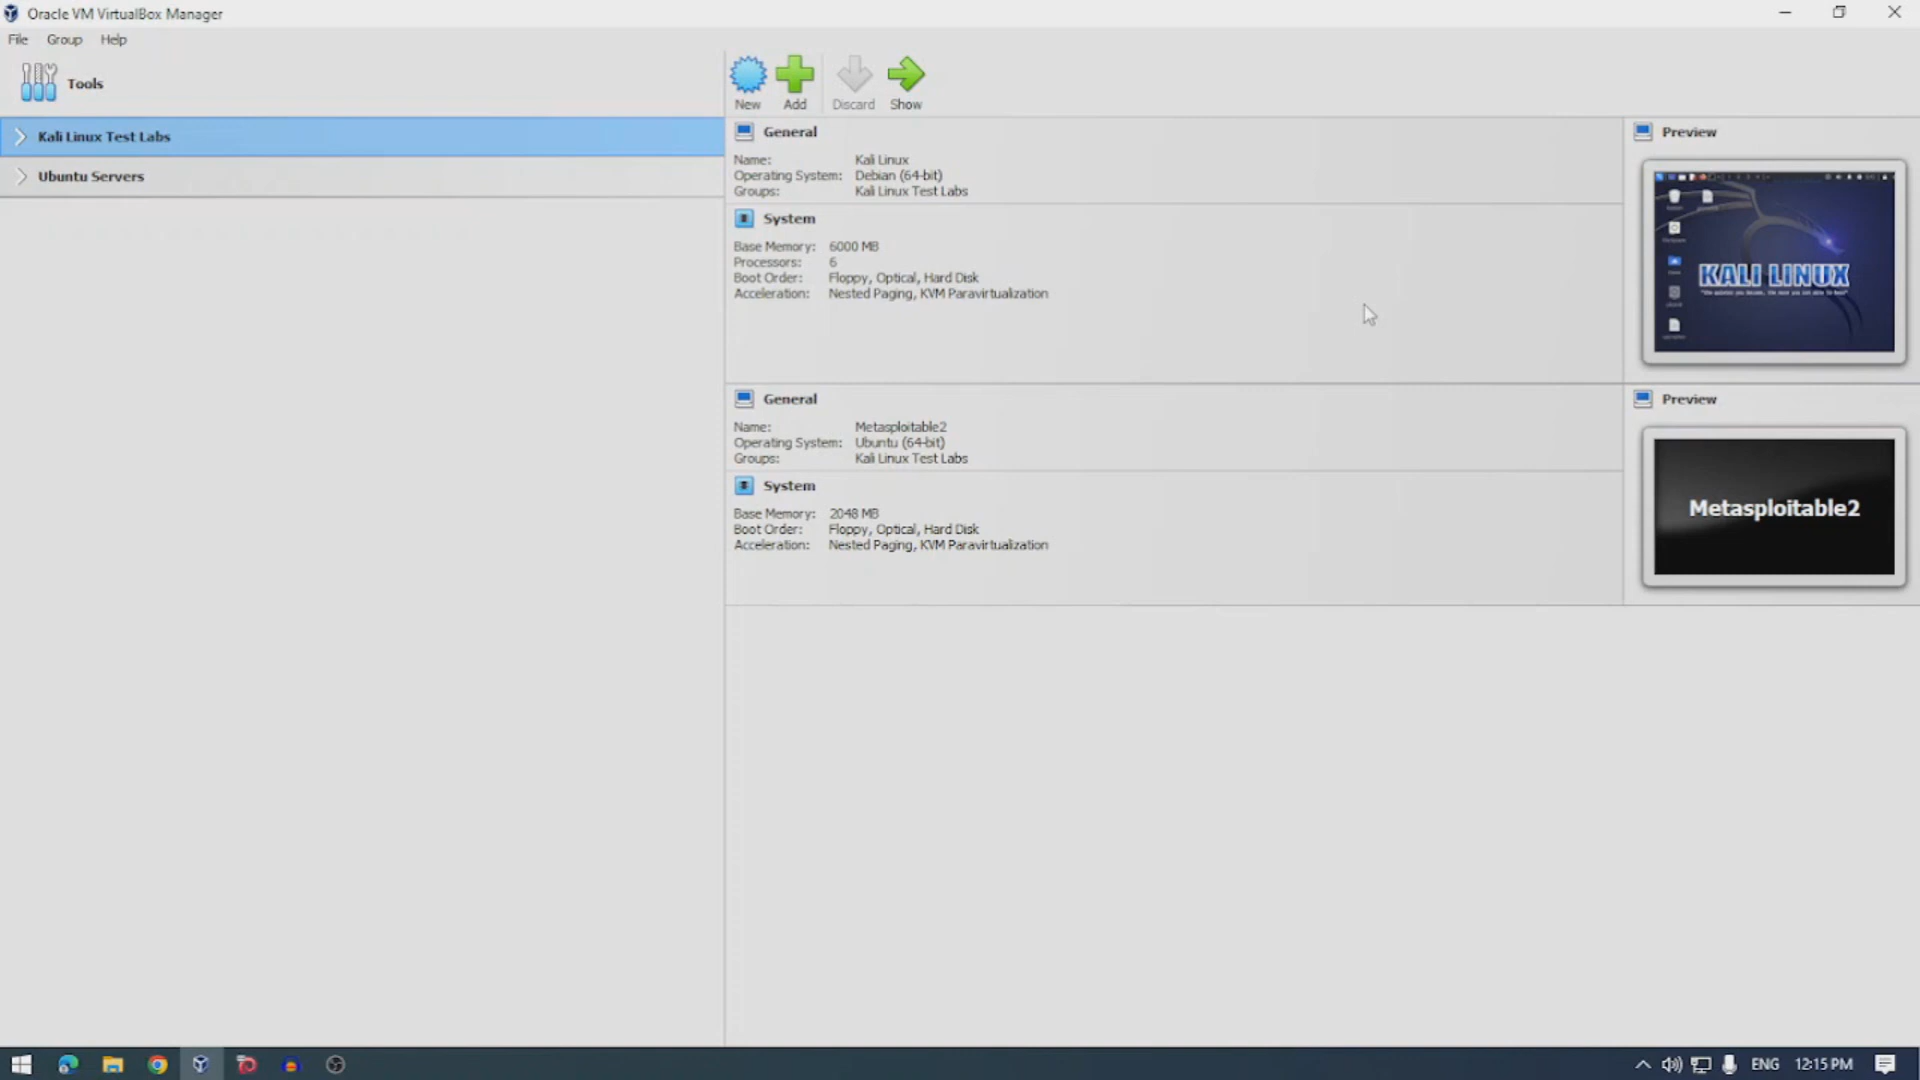 Oracle VM VirtualBox Manager
File Group Help
Tools
New Add Discard Show
Kali Linux Test Labs
Ubuntu Servers
General
Name: Kali Linux
Operating System: Debian (64-bit)
Groups: Kali Linux Test Labs
System
Base Memory: 6000 MB
Processors: 6
Boot Order: Floppy, Optical, Hard Disk
Acceleration: Nested Paging, KVM Paravirtualization
Preview
KALI LINUX
General
Name: Metasploitable2
Operating System: Ubuntu (64-bit)
Groups: Kali Linux Test Labs
System
Base Memory: 2048 MB
Boot Order: Floppy, Optical, Hard Disk
Acceleration: Nested Paging, KVM Paravirtualization
Preview
Metasploitable2
ENG 12:15 PM